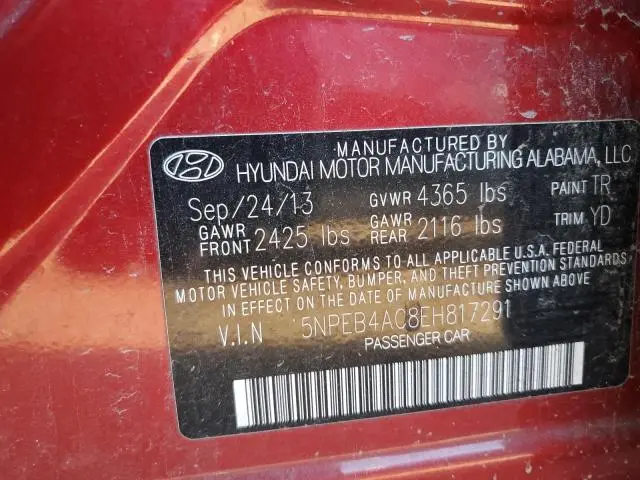 MANUFACTURED BY
HYUNDAI MOTOR MANUFACTURING ALABAMA, LLC
Sep/24/13 GVWR 4365 lbs PAINT TR
GAWR FRONT 2425 lbs GAWR REAR 2116 lbs TRIM YD
THIS VEHICLE CONFORMS TO ALL APPLICABLE U.S.A. FEDERAL
MOTOR VEHICLE SAFETY, BUMPER, AND THEFT PREVENTION STANDARDS
IN EFFECT ON THE DATE OF MANUFACTURE SHOWN ABOVE
V.I.N 5NPEB4AC8EH817291
PASSENGER CAR